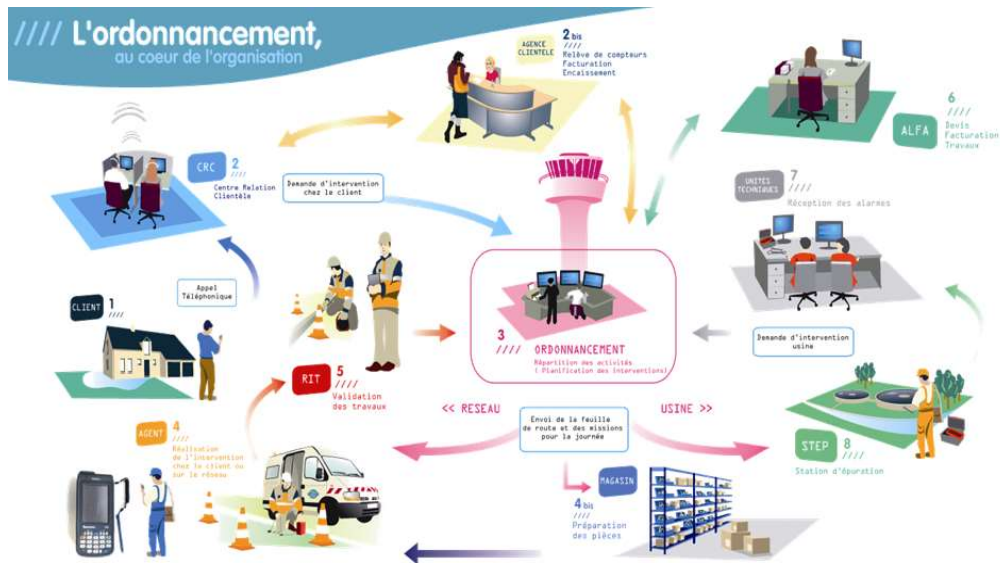 //// L'ordonnancement,
au coeur de l'organisation
AGENCE
CLIENTELE
2 bis
////
Relève de compteurs
Facturation
Encaissement
ALFA
6
////
Devis
Facturation
Travaux
CRC
2
////
Centre Relation
Clientèle
Demande d'intervention
chez le client
UNITES
TECHNIQUES
7
////
Réception des alarmes
Appel
Téléphonique
CLIENT
1
////
3
////
ORDONNANCEMENT
Répartition des activités
(Planification des interventions)
Demande d'intervention
usine
RIT
5
////
Validation
des travaux
<< RESEAU
USINE >>
Envoi de la feuille
de route et des missions
pour la journée
AGENT
4
////
Réalisation
de l'intervention
chez le client ou
sur le réseau
STEP
8
////
Station d'épuration
MAGASIN
4 bis
////
Préparation
des pièces